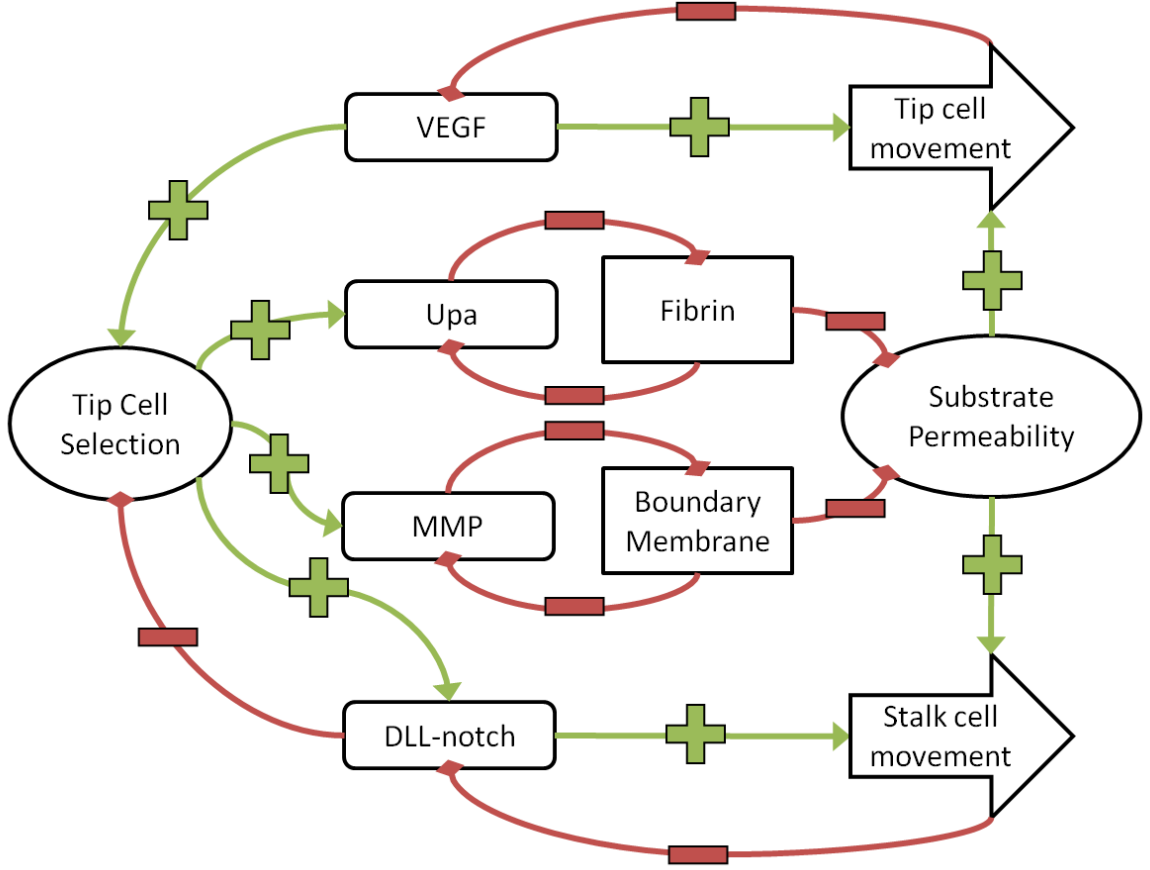 VEGF
Tip cell
movement
Upa
Fibrin
Tip Cell
Selection
Substrate
Permeability
MMP
Boundary
Membrane
DLL-notch
Stalk cell
movement